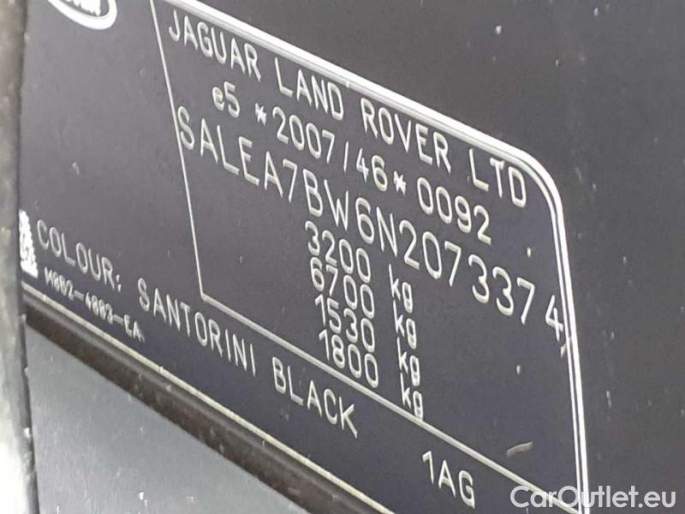 JAGUAR LAND ROVER LTD
e5 *2007/46*0092
SALEA7BW6N2073374
3200 kg
6700 kg
1530 kg
1800 kg
COLOUR: SANTORINI BLACK 1AG
CarOutlet.eu